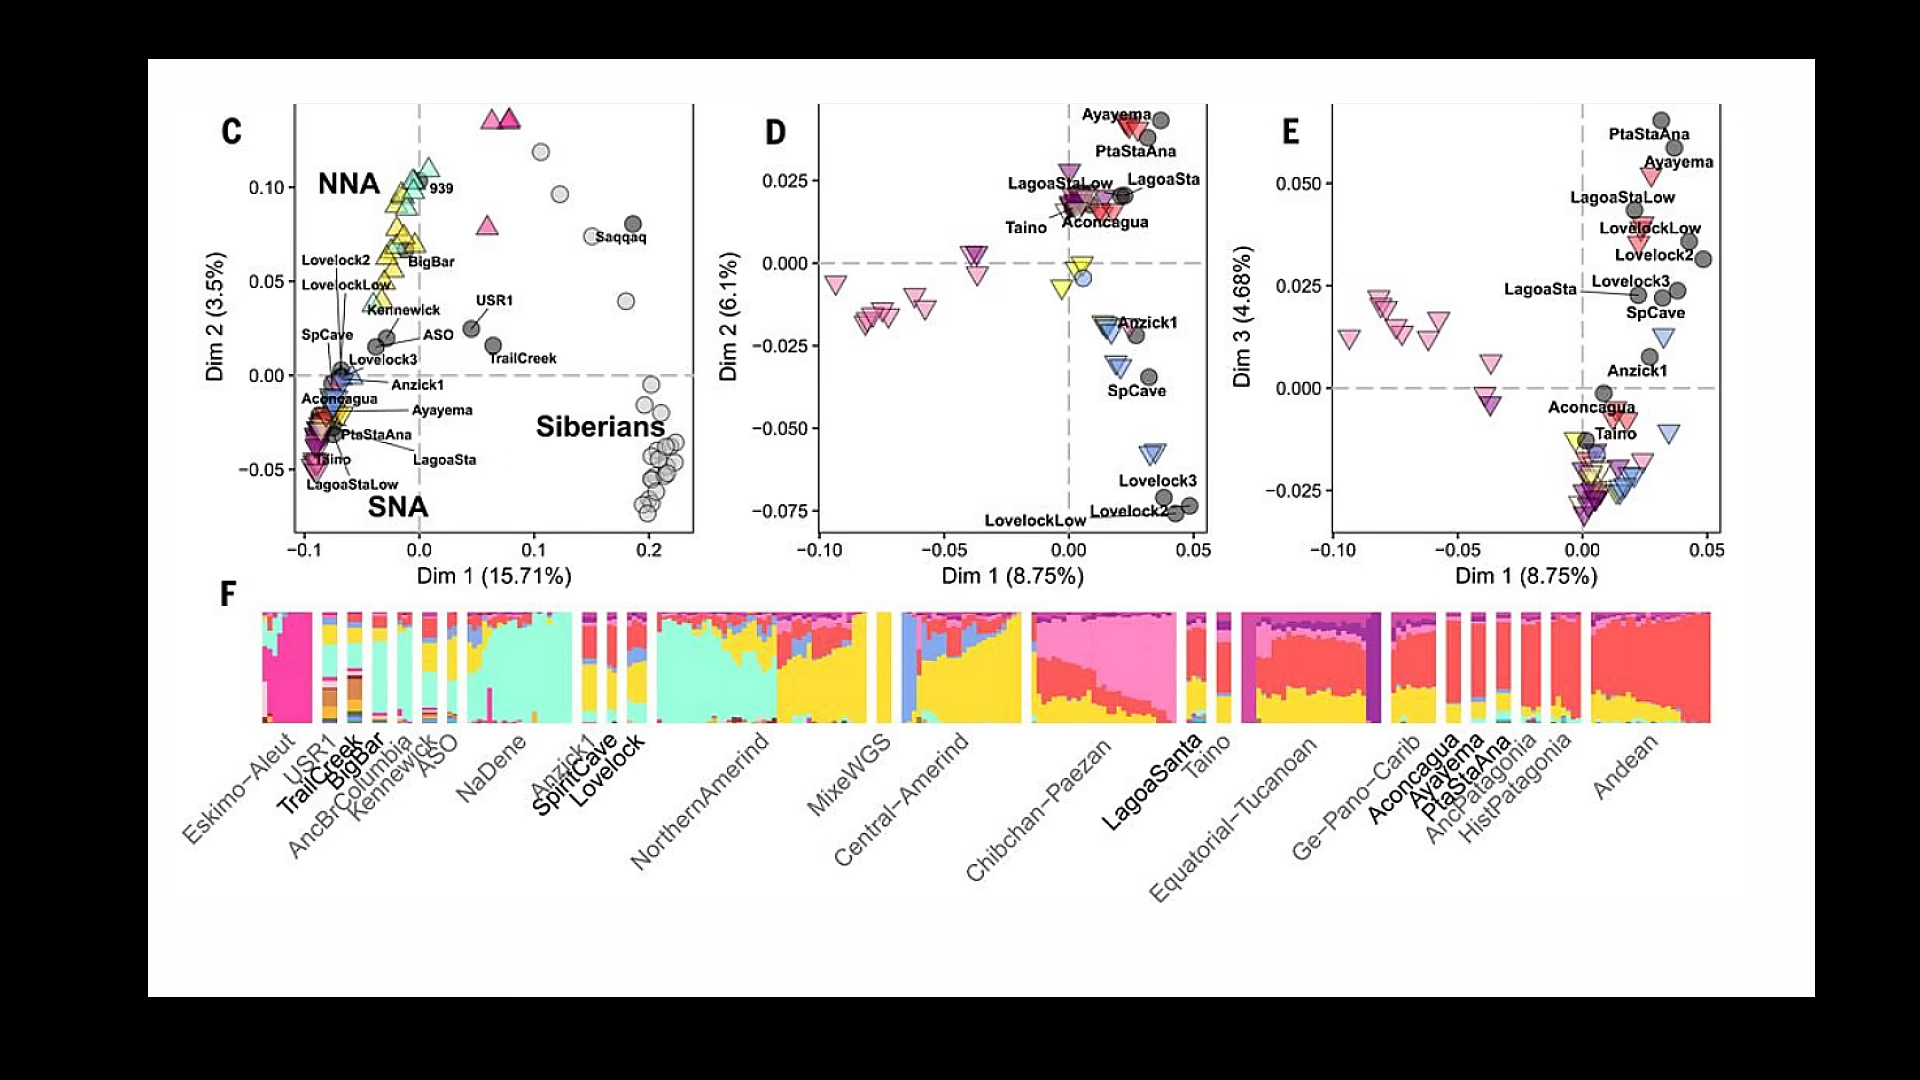 C
NNA
939
Saqqaq
Lovelock2
BigBar
LovelockLow
Kennewick
USR1
SpCave
ASO
Lovelock3
TrailCreek
Anzick1
Aconcagua
Ayayema
Siberians
PtaStaAna
Taino
LagoaSta
LagoaStaLow
SNA
0.10
0.05
0.00
−0.05
−0.1
0.0
0.1
0.2
Dim 2 (3.5%)
Dim 1 (15.71%)
D
Ayayema
PtaStaAna
LagoaStaLow
LagoaSta
Taino
Aconcagua
Anzick1
SpCave
Lovelock3
Lovelock2
LovelockLow
0.025
0.000
−0.025
−0.050
−0.075
−0.10
−0.05
0.00
0.05
Dim 2 (6.1%)
Dim 1 (8.75%)
E
PtaStaAna
Ayayema
LagoaStaLow
LovelockLow
Lovelock2
Lovelock3
LagoaSta
SpCave
Anzick1
Aconcagua
Taino
0.050
0.025
0.000
−0.025
−0.10
−0.05
0.00
0.05
Dim 3 (4.68%)
Dim 1 (8.75%)
F
Eskimo−Aleut
USR1
TrailCreek
BigBar
AncBrColumbia
Kennewick
ASO
NaDene
Anzick1
SpiritCave
Lovelock
NorthernAmerind
MixeWGS
Central−Amerind
Chibchan−Paezan
LagoaSanta
Taino
Equatorial−Tucanoan
Ge−Pano−Carib
Aconcagua
Ayayema
PtaStaAna
AncPatagonia
HistPatagonia
Andean